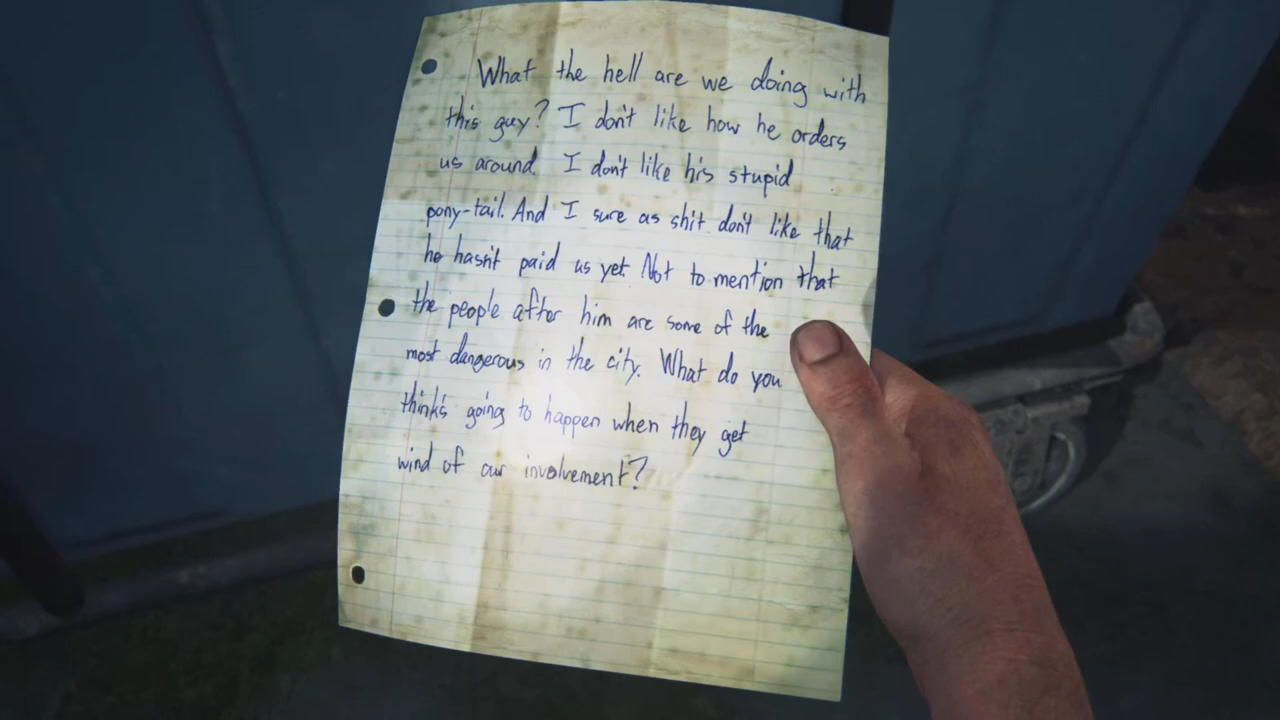 What the hell are we doing with
this guy? I don't like how he orders
us around. I don't like his stupid
pony-tail. And I sure as shit don't like that
he hasn't paid us yet. Not to mention that
the people after him are some of the
most dangerous in the city. What do you
think's going to happen when they get
wind of our involvement?